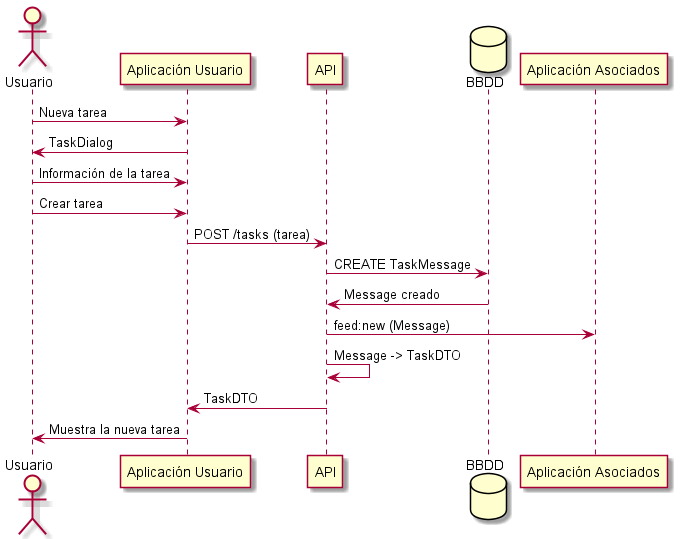 Usuario
Aplicación Usuario
API
BBDD
Aplicación Asociados
Nueva tarea
TaskDialog
Información de la tarea
Crear tarea
POST /tasks (tarea)
CREATE TaskMessage
Message creado
feed:new (Message)
Message -> TaskDTO
TaskDTO
Muestra la nueva tarea
Usuario
Aplicación Usuario
API
BBDD
Aplicación Asociados